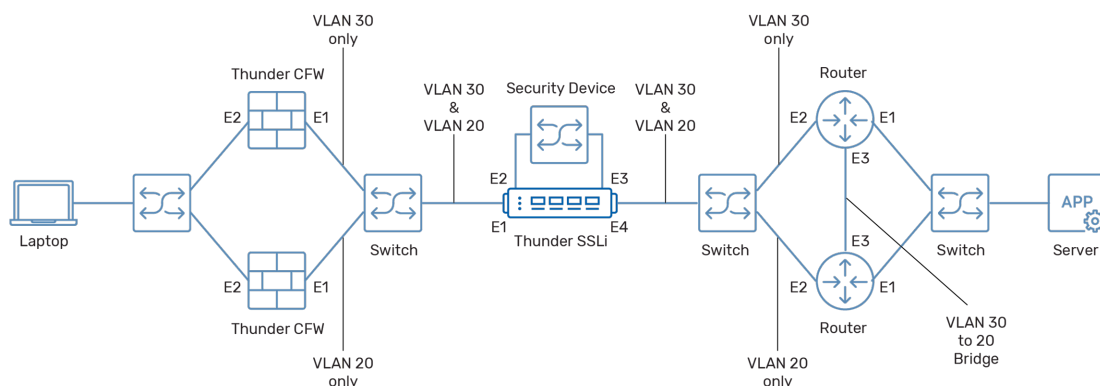 VLAN 30
only
VLAN 30
only
Thunder CFW
Router
VLAN 30
&
VLAN 20
Security Device
VLAN 30
&
VLAN 20
E2
E1
E2
E1
E3
E2
E3
E1
E4
APP
Laptop
Switch
Thunder SSLi
Switch
Switch
Server
E3
E2
E1
E2
E1
Thunder CFW
Router
VLAN 30
to 20
Bridge
VLAN 20
only
VLAN 20
only